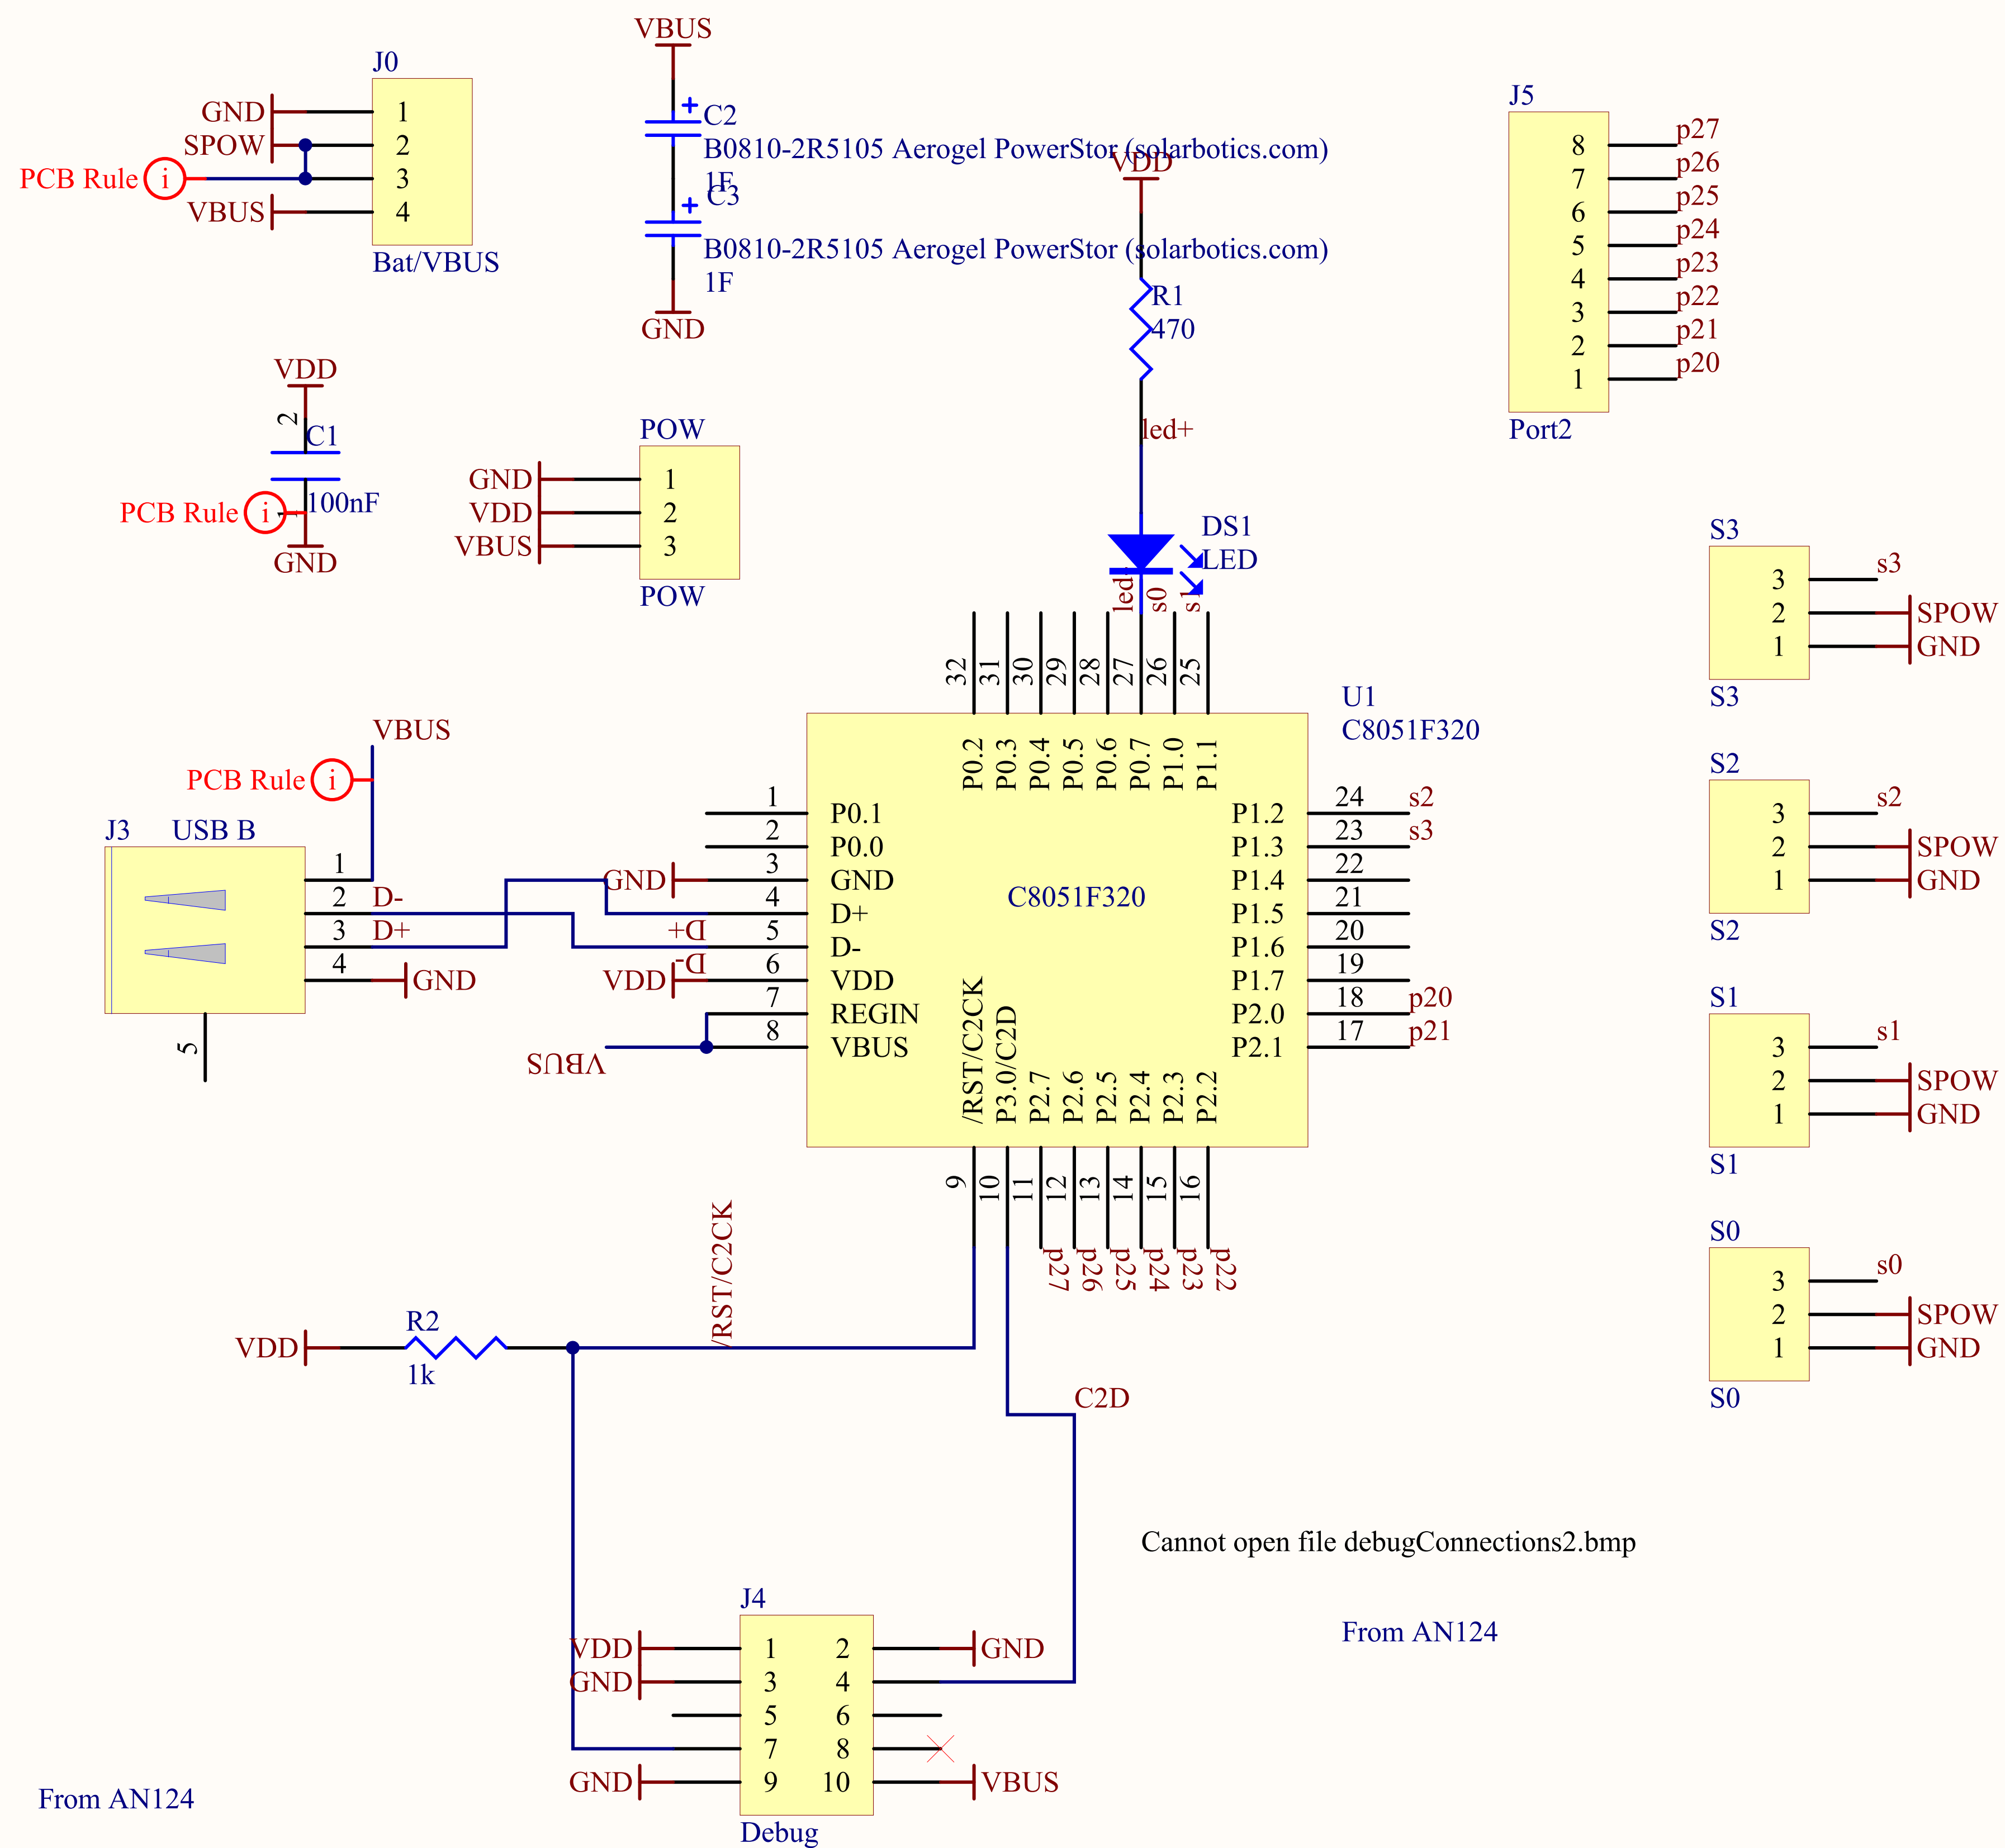 J0
GND
SPOW
PCB Rule
i
VBUS
1
2
3
4
Bat/VBUS
VBUS
+
C2
B0810-2R5105 Aerogel PowerStor (solarbotics.com)
1F
+
C3
B0810-2R5105 Aerogel PowerStor (solarbotics.com)
1F
GND
VDD
R1
470
led+
DS1
LED
J5
8 p27
7 p26
6 p25
5 p24
4 p23
3 p22
2 p21
1 p20
Port2
VDD
2
C1
100nF
PCB Rule
i
1
GND
POW
GND 1
VDD 2
VBUS 3
POW
S3
3 s3
2 SPOW
1 GND
S3
S2
3 s2
2 SPOW
1 GND
S2
S1
3 s1
2 SPOW
1 GND
S1
S0
3 s0
2 SPOW
1 GND
S0
led-
s0
s1
32
31
30
29
28
27
26
25
P0.2
P0.3
P0.4
P0.5
P0.6
P0.7
P1.0
P1.1
U1
C8051F320
VBUS
PCB Rule
i
J3
USB B
1
2 D-
3 D+
4 GND
5
1 P0.1
2 P0.0
GND 3 GND
4 D+
D+ 5 D-
D-
VDD 6 VDD
7 REGIN
VBUS 8 VBUS
C8051F320
P1.2 24 s2
P1.3 23 s3
P1.4 22
P1.5 21
P1.6 20
P1.7 19
P2.0 18 p20
P2.1 17 p21
/RST/C2CK
P3.0/C2D
P2.7
P2.6
P2.5
P2.4
P2.3
P2.2
9
10
11
12
13
14
15
16
p27
p26
p25
p24
p23
p22
/RST/C2CK
VDD
R2
1k
C2D
Cannot open file debugConnections2.bmp
From AN124
J4
VDD 1 2 GND
GND 3 4
5 6
7 8
GND 9 10 VBUS
Debug
From AN124